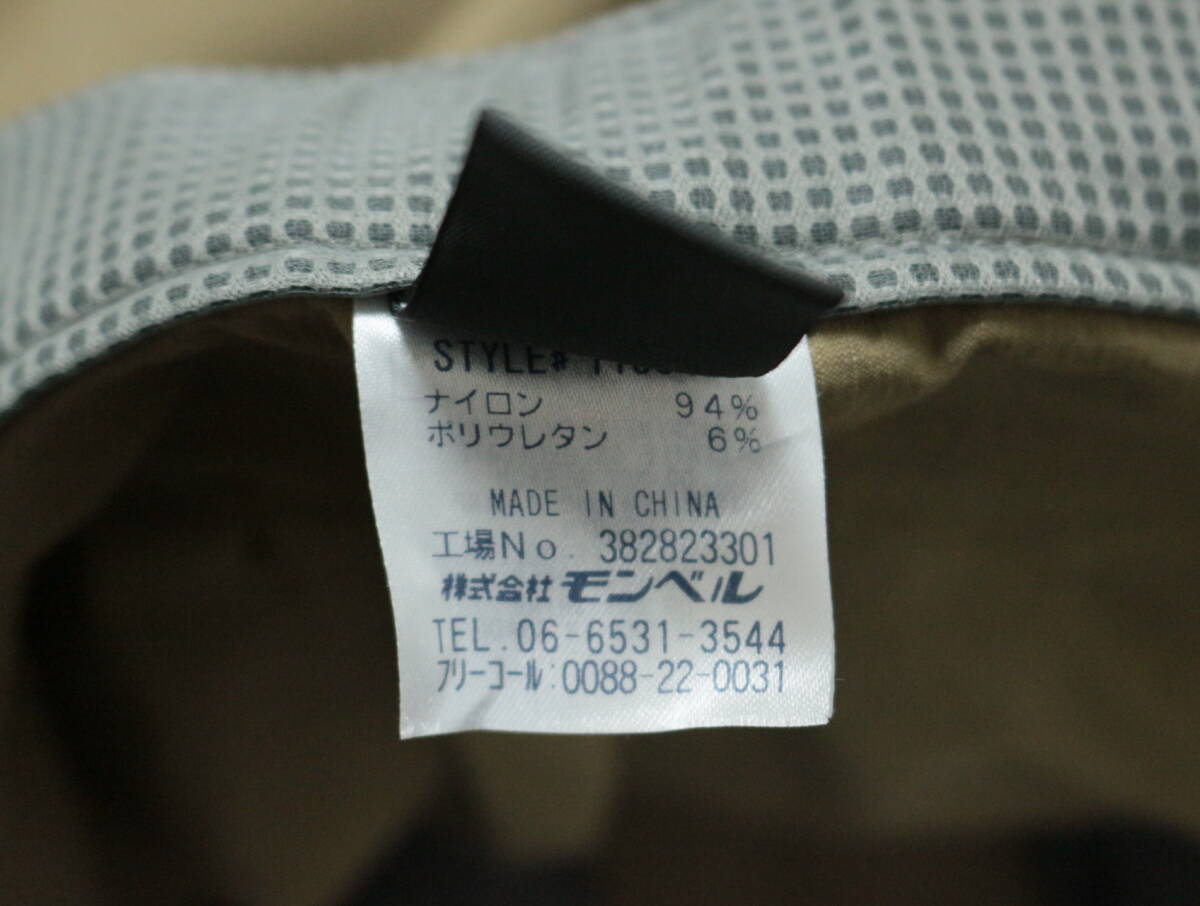 STYLE#
ナイロン 94%
ポリウレタン 6%
MADE IN CHINA
工場No. 382823301
株式会社 モンベル
TEL.06-6531-3544
フリーコール:0088-22-0031